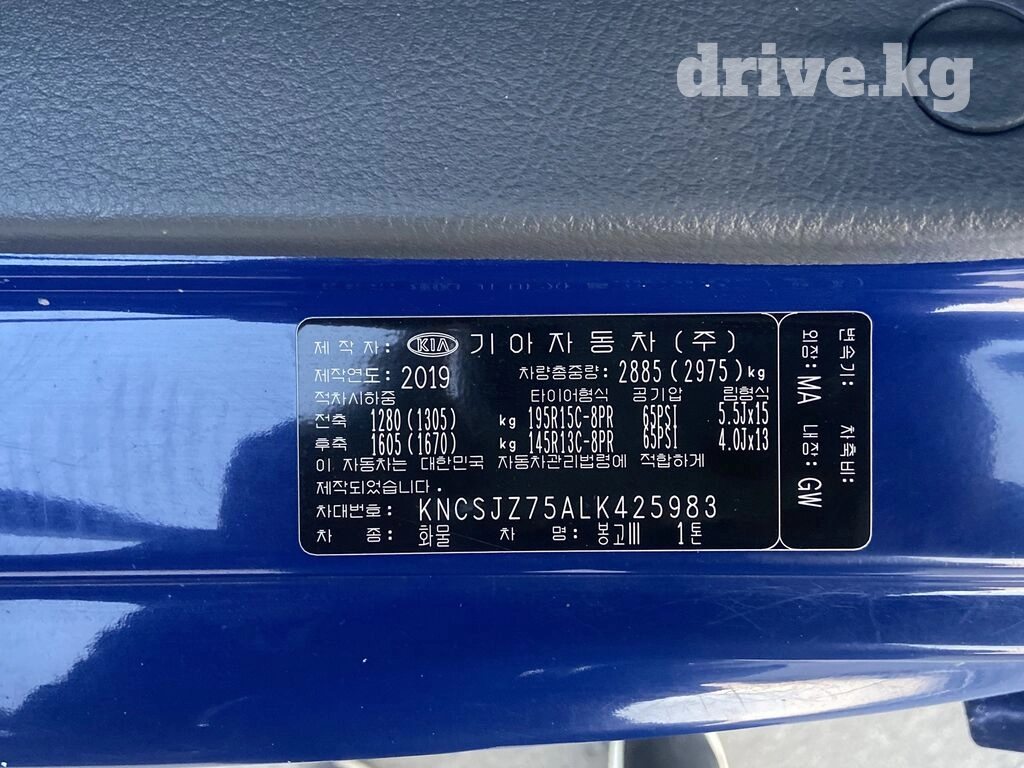 drive.kg
제 작 자: KIA 기아자동차(주)
제작연도: 2019 차량총중량: 2885(2975)kg
적차시하중 타이어형식 공기압 림형식
전축 1280(1305) kg 195R15C-8PR 65PSI 5.5Jx15
후축 1605(1670) kg 145R13C-8PR 65PSI 4.0Jx13
이 자동차는 대한민국 자동차관리법령에 적합하게
제작되었습니다.
차대번호: KNCSJZ75ALK425983
차 종: 화물 차 명: 봉고Ⅲ 1톤
변속기: 차축비:
외장: MA 내장: GW